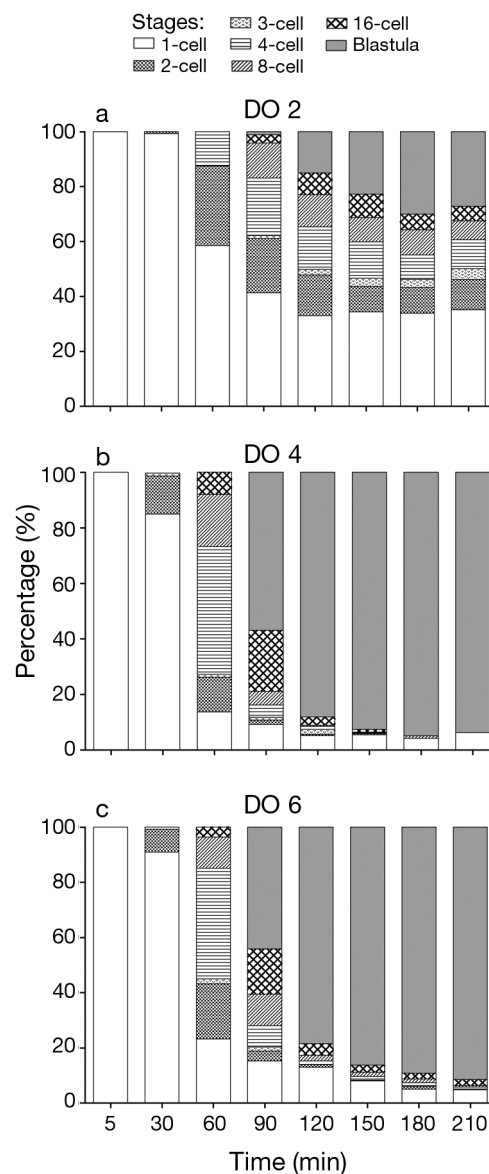 Stages:
3-cell
16-cell
1-cell
4-cell
Blastula
2-cell
8-cell
a
DO 2
100
80
60
40
20
0
b
DO 4
100
80
60
40
20
0
Percentage (%)
c
DO 6
100
80
60
40
20
0
5 30 60 90 120 150 180 210
Time (min)